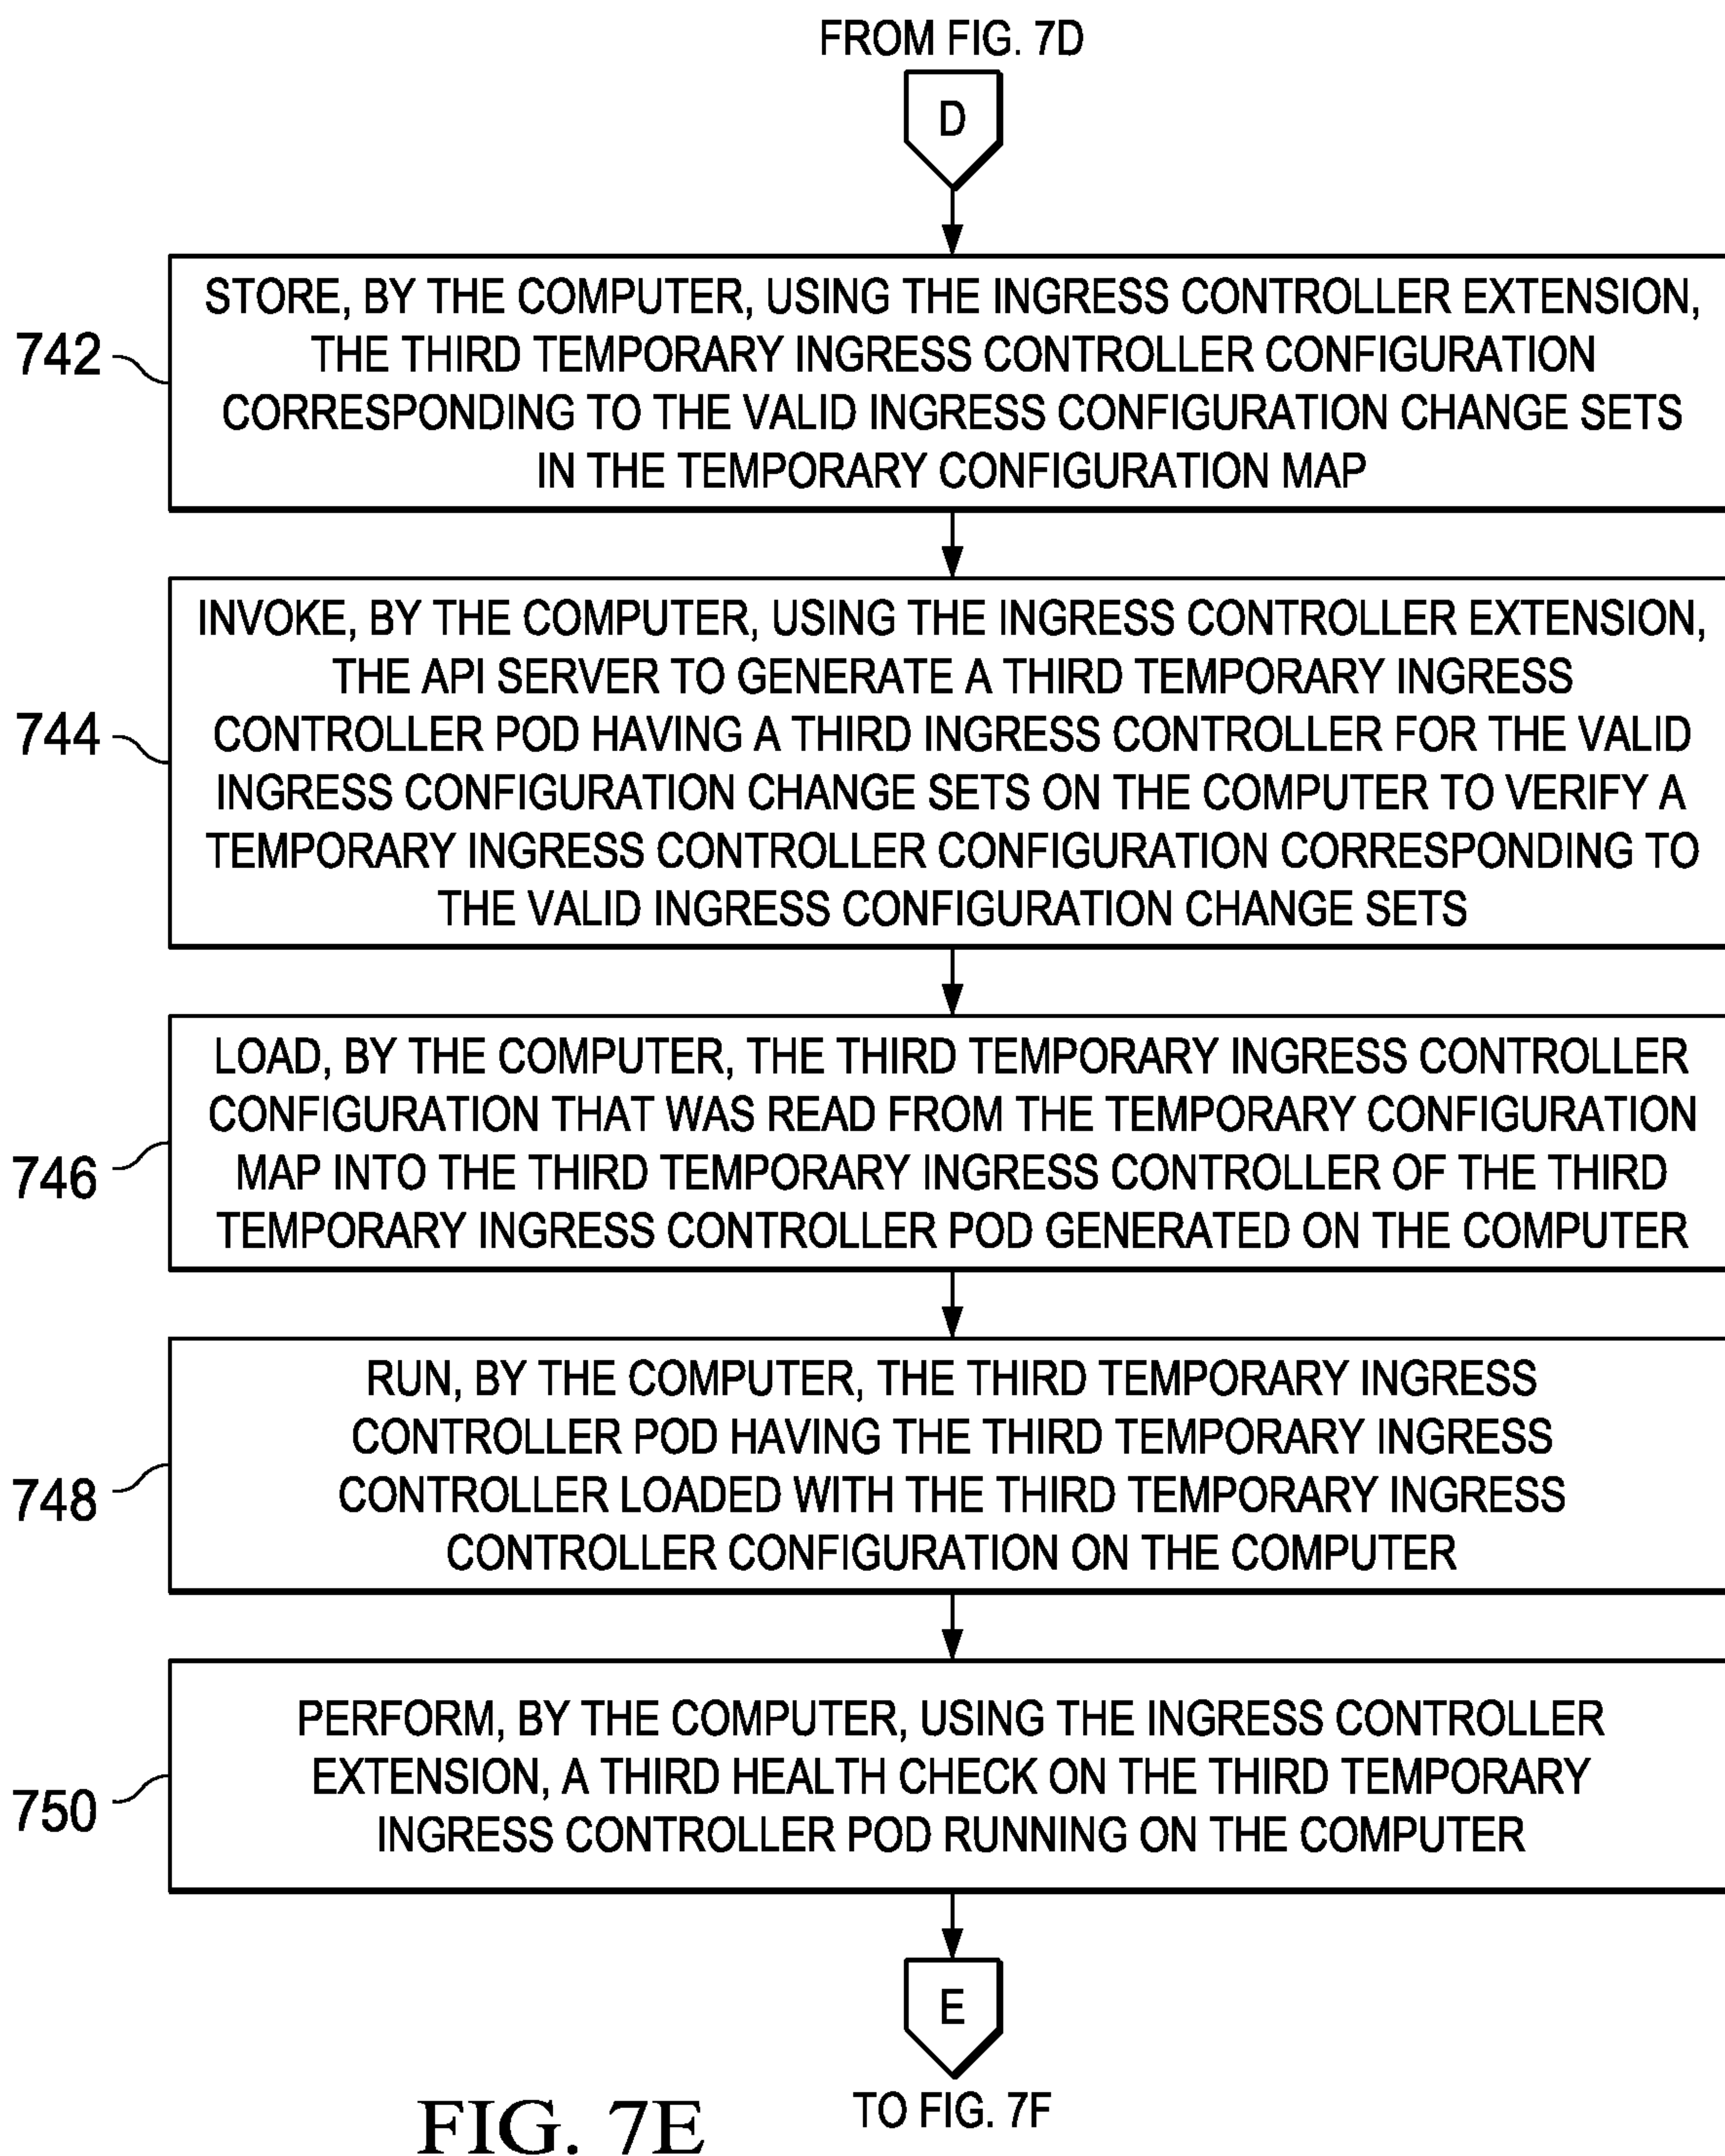 FROM FIG. 7D
D
742
STORE, BY THE COMPUTER, USING THE INGRESS CONTROLLER EXTENSION,
THE THIRD TEMPORARY INGRESS CONTROLLER CONFIGURATION
CORRESPONDING TO THE VALID INGRESS CONFIGURATION CHANGE SETS
IN THE TEMPORARY CONFIGURATION MAP
744
INVOKE, BY THE COMPUTER, USING THE INGRESS CONTROLLER EXTENSION,
THE API SERVER TO GENERATE A THIRD TEMPORARY INGRESS
CONTROLLER POD HAVING A THIRD INGRESS CONTROLLER FOR THE VALID
INGRESS CONFIGURATION CHANGE SETS ON THE COMPUTER TO VERIFY A
TEMPORARY INGRESS CONTROLLER CONFIGURATION CORRESPONDING TO
THE VALID INGRESS CONFIGURATION CHANGE SETS
746
LOAD, BY THE COMPUTER, THE THIRD TEMPORARY INGRESS CONTROLLER
CONFIGURATION THAT WAS READ FROM THE TEMPORARY CONFIGURATION
MAP INTO THE THIRD TEMPORARY INGRESS CONTROLLER OF THE THIRD
TEMPORARY INGRESS CONTROLLER POD GENERATED ON THE COMPUTER
748
RUN, BY THE COMPUTER, THE THIRD TEMPORARY INGRESS
CONTROLLER POD HAVING THE THIRD TEMPORARY INGRESS
CONTROLLER LOADED WITH THE THIRD TEMPORARY INGRESS
CONTROLLER CONFIGURATION ON THE COMPUTER
750
PERFORM, BY THE COMPUTER, USING THE INGRESS CONTROLLER
EXTENSION, A THIRD HEALTH CHECK ON THE THIRD TEMPORARY
INGRESS CONTROLLER POD RUNNING ON THE COMPUTER
E
TO FIG. 7F
FIG. 7E